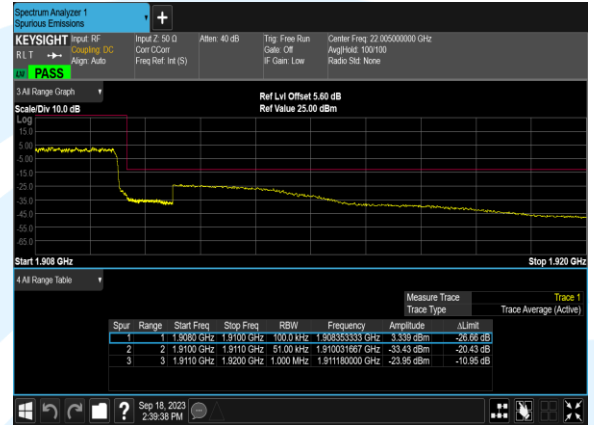 Spectrum Analyzer 1
Spurious Emissions
KEYSIGHT Input: RF Input Z: 50 Ω Atten: 40 dB Trig: Free Run Center Freq: 22.005000000 GHz
RLT Coupling: DC Corr CCorr Gate: Off Avg|Hold: 100/100
Align: Auto Freq Ref: Int (S) IF Gain: Low Radio Std: None
PASS
3 All Range Graph
Ref Lvl Offset 5.60 dB
Scale/Div 10.0 dB Ref Value 25.00 dBm
Log
15.0
5.00
-5.00
-15.0
-25.0
-35.0
-45.0
-55.0
-65.0
Start 1.908 GHz Stop 1.920 GHz
4 All Range Table
Measure Trace Trace 1
Trace Type Trace Average (Active)
Spur Range Start Freq Stop Freq RBW Frequency Amplitude ΔLimit
1 1 1.9080 GHz 1.9100 GHz 100.0 kHz 1.908353333 GHz 3.339 dBm -26.66 dB
2 2 1.9100 GHz 1.9110 GHz 51.00 kHz 1.910031667 GHz -33.43 dBm -20.43 dB
3 3 1.9110 GHz 1.9200 GHz 1.000 MHz 1.911180000 GHz -23.95 dBm -10.95 dB
? Sep 18, 2023
2:39:38 PM